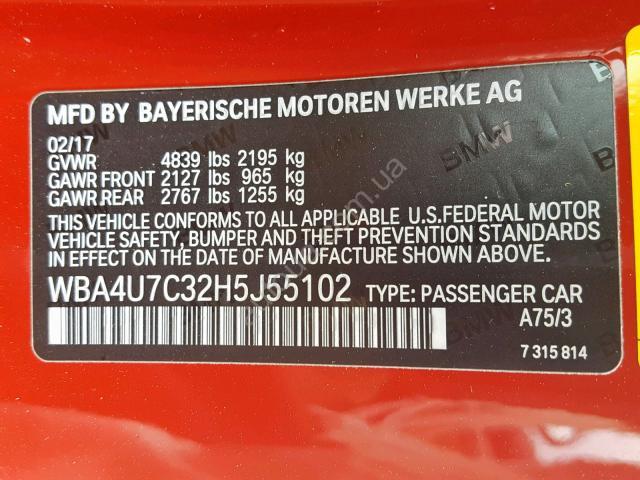 MFD BY BAYERISCHE MOTOREN WERKE AG
02/17
GVWR 4839 lbs 2195 kg
GAWR FRONT 2127 lbs 965 kg
GAWR REAR 2767 lbs 1255 kg
THIS VEHICLE CONFORMS TO ALL APPLICABLE U.S.FEDERAL MOTOR
VEHICLE SAFETY, BUMPER, AND THEFT PREVENTION STANDARDS
IN EFFECT ON THE DATE OF MANUFACTURE SHOWN ABOVE.
WBA4U7C32H5J55102 TYPE: PASSENGER CAR
A75/3
7 315 814
BMW
BMW